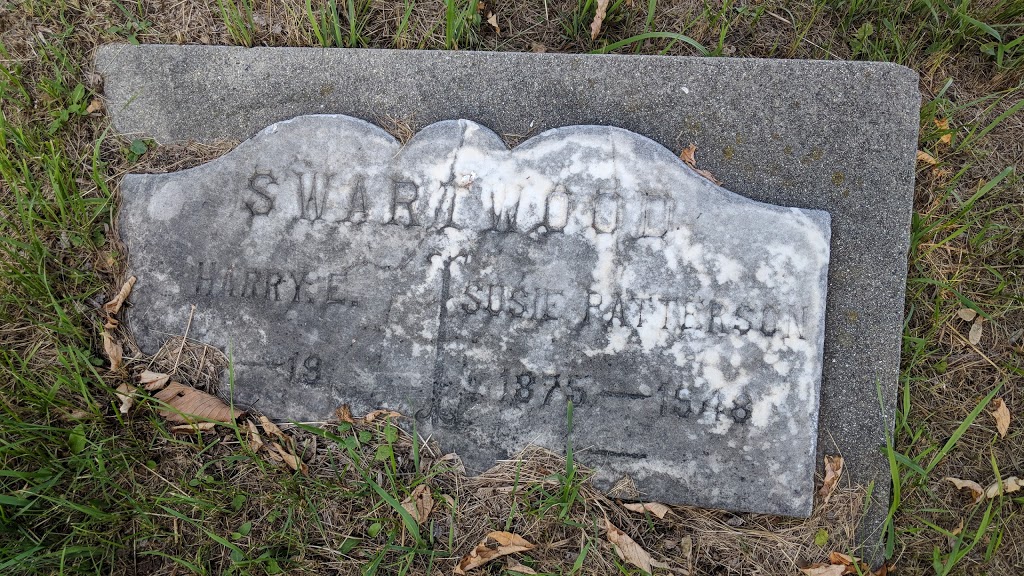 SWARTWOOD
HARRY. E.
SUSIE PATTERSON
— 19
1875 — 1948